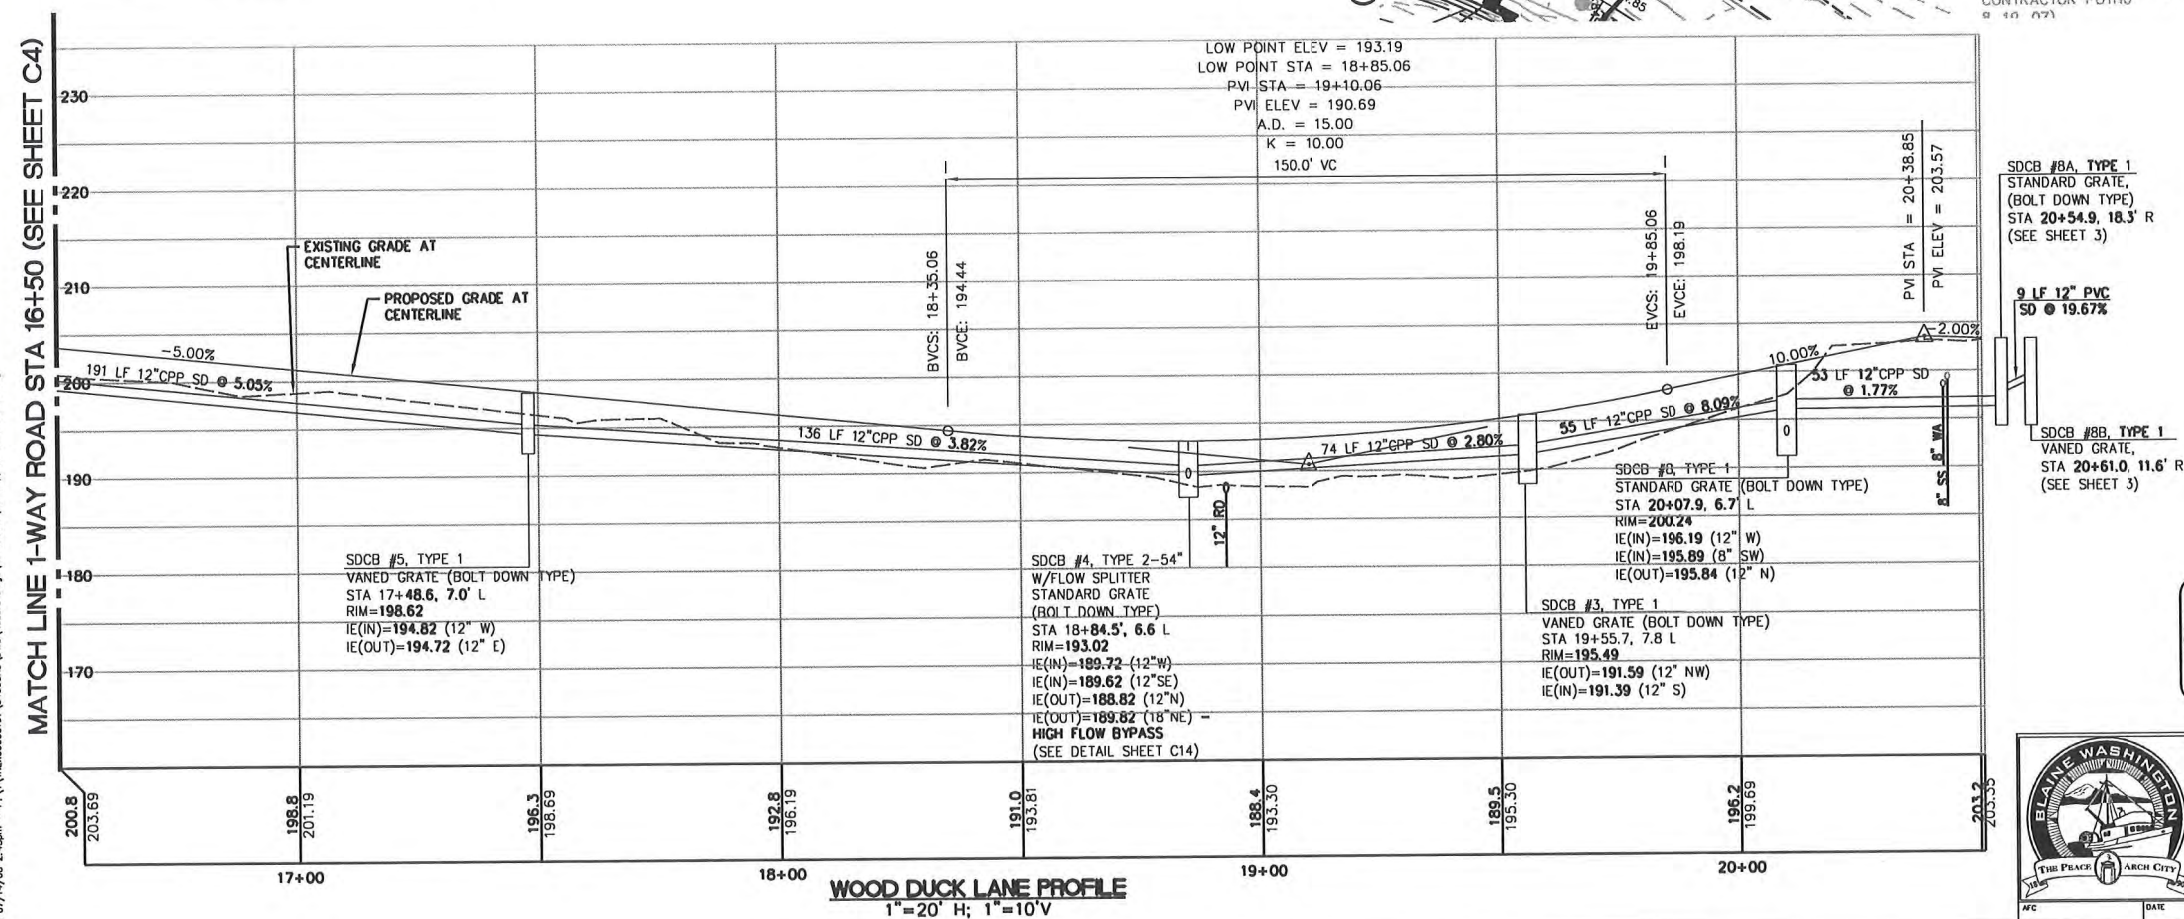 CONTRACTOR POTHO
8-10-07)
85
MATCH LINE 1-WAY ROAD STA 16+50 (SEE SHEET C4)
230
220
210
200
190
180
170
LOW POINT ELEV = 193.19
LOW POINT STA = 18+85.06
PVI STA = 19+10.06
PVI ELEV = 190.69
A.D. = 15.00
K = 10.00
150.0' VC
BVCS: 18+35.06
BVCE: 194.44
EVCS: 19+85.06
EVCE: 198.19
PVI STA = 20+38.85
PVI ELEV = 203.57
SDCB #8A, TYPE 1
STANDARD GRATE,
(BOLT DOWN TYPE)
STA 20+54.9, 18.3' R
(SEE SHEET 3)
9 LF 12" PVC
SD @ 19.67%
EXISTING GRADE AT
CENTERLINE
PROPOSED GRADE AT
CENTERLINE
-5.00%
191 LF 12"CPP SD @ 5.05%
136 LF 12"CPP SD @ 3.82%
74 LF 12"CPP SD @ 2.80%
55 LF 12"CPP SD @ 8.09%
10.00%
-2.00%
53 LF 12"CPP SD
@ 1.77%
12" RD
8" SS
8" WA
SDCB #8B, TYPE 1
VANED GRATE,
STA 20+61.0, 11.6' R
(SEE SHEET 3)
SDCB #8, TYPE 1
STANDARD GRATE (BOLT DOWN TYPE)
STA 20+07.9, 6.7' L
RIM=200.24
IE(IN)=196.19 (12" W)
IE(IN)=195.89 (8" SW)
IE(OUT)=195.84 (12" N)
SDCB #5, TYPE 1
VANED GRATE (BOLT DOWN TYPE)
STA 17+48.6, 7.0' L
RIM=198.62
IE(IN)=194.82 (12" W)
IE(OUT)=194.72 (12" E)
SDCB #4, TYPE 2-54"
W/FLOW SPLITTER
STANDARD GRATE
(BOLT DOWN TYPE)
STA 18+84.5', 6.6 L
RIM=193.02
IE(IN)=189.72 (12"W)
IE(IN)=189.62 (12"SE)
IE(OUT)=188.82 (12"N)
IE(OUT)=189.82 (18"NE) -
HIGH FLOW BYPASS
(SEE DETAIL SHEET C14)
SDCB #3, TYPE 1
VANED GRATE (BOLT DOWN TYPE)
STA 19+55.7, 7.8 L
RIM=195.49
IE(OUT)=191.59 (12" NW)
IE(IN)=191.39 (12" S)
200.8
203.69
198.8
201.19
196.3
198.69
192.8
196.19
191.0
193.81
188.4
193.30
189.5
195.30
196.2
199.69
203.2
203.35
17+00
18+00
19+00
20+00
WOOD DUCK LANE PROFILE
1"=20' H; 1"=10'V
BLAINE WASHINGTON
THE PEACE ARCH CITY
AFC
DATE